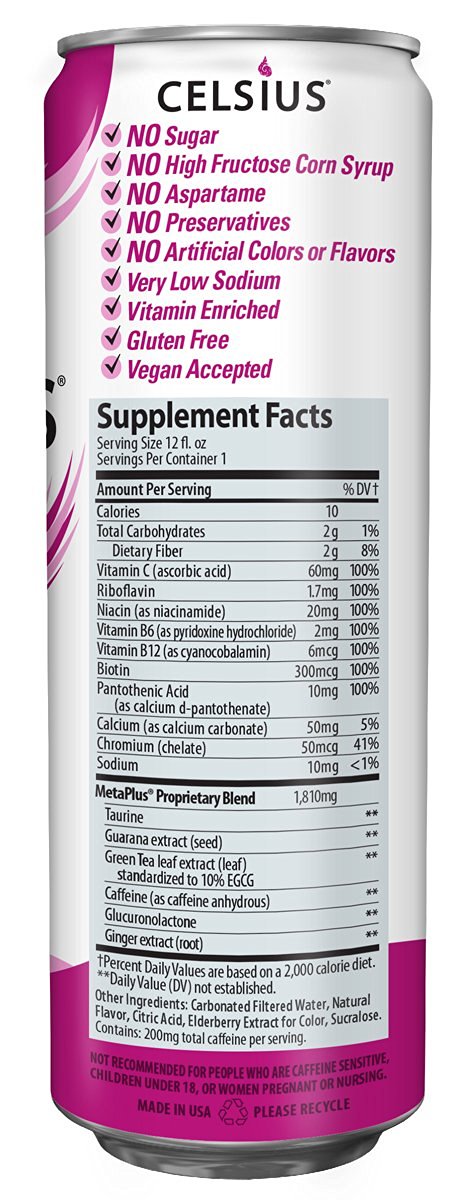 CELSIUS®
NO Sugar
NO High Fructose Corn Syrup
NO Aspartame
NO Preservatives
NO Artificial Colors or Flavors
Very Low Sodium
Vitamin Enriched
Gluten Free
Vegan Accepted
S®
Supplement Facts
Serving Size 12 fl. oz
Servings Per Container 1
Amount Per Serving % DV†
Calories 10
Total Carbohydrates 2g 1%
Dietary Fiber 2g 8%
Vitamin C (ascorbic acid) 60mg 100%
Riboflavin 1.7mg 100%
Niacin (as niacinamide) 20mg 100%
Vitamin B6 (as pyridoxine hydrochloride) 2mg 100%
Vitamin B12 (as cyanocobalamin) 6mcg 100%
Biotin 300mcg 100%
Pantothenic Acid 10mg 100%
(as calcium d-pantothenate)
Calcium (as calcium carbonate) 50mg 5%
Chromium (chelate) 50mcg 41%
Sodium 10mg <1%
MetaPlus® Proprietary Blend 1,810mg
Taurine **
Guarana extract (seed) **
Green Tea leaf extract (leaf) **
standardized to 10% EGCG
Caffeine (as caffeine anhydrous) **
Glucuronolactone **
Ginger extract (root) **
†Percent Daily Values are based on a 2,000 calorie diet.
**Daily Value (DV) not established.
Other Ingredients: Carbonated Filtered Water, Natural
Flavor, Citric Acid, Elderberry Extract for Color, Sucralose.
Contains: 200mg total caffeine per serving.
NOT RECOMMENDED FOR PEOPLE WHO ARE CAFFEINE SENSITIVE,
CHILDREN UNDER 18, OR WOMEN PREGNANT OR NURSING.
MADE IN USA PLEASE RECYCLE